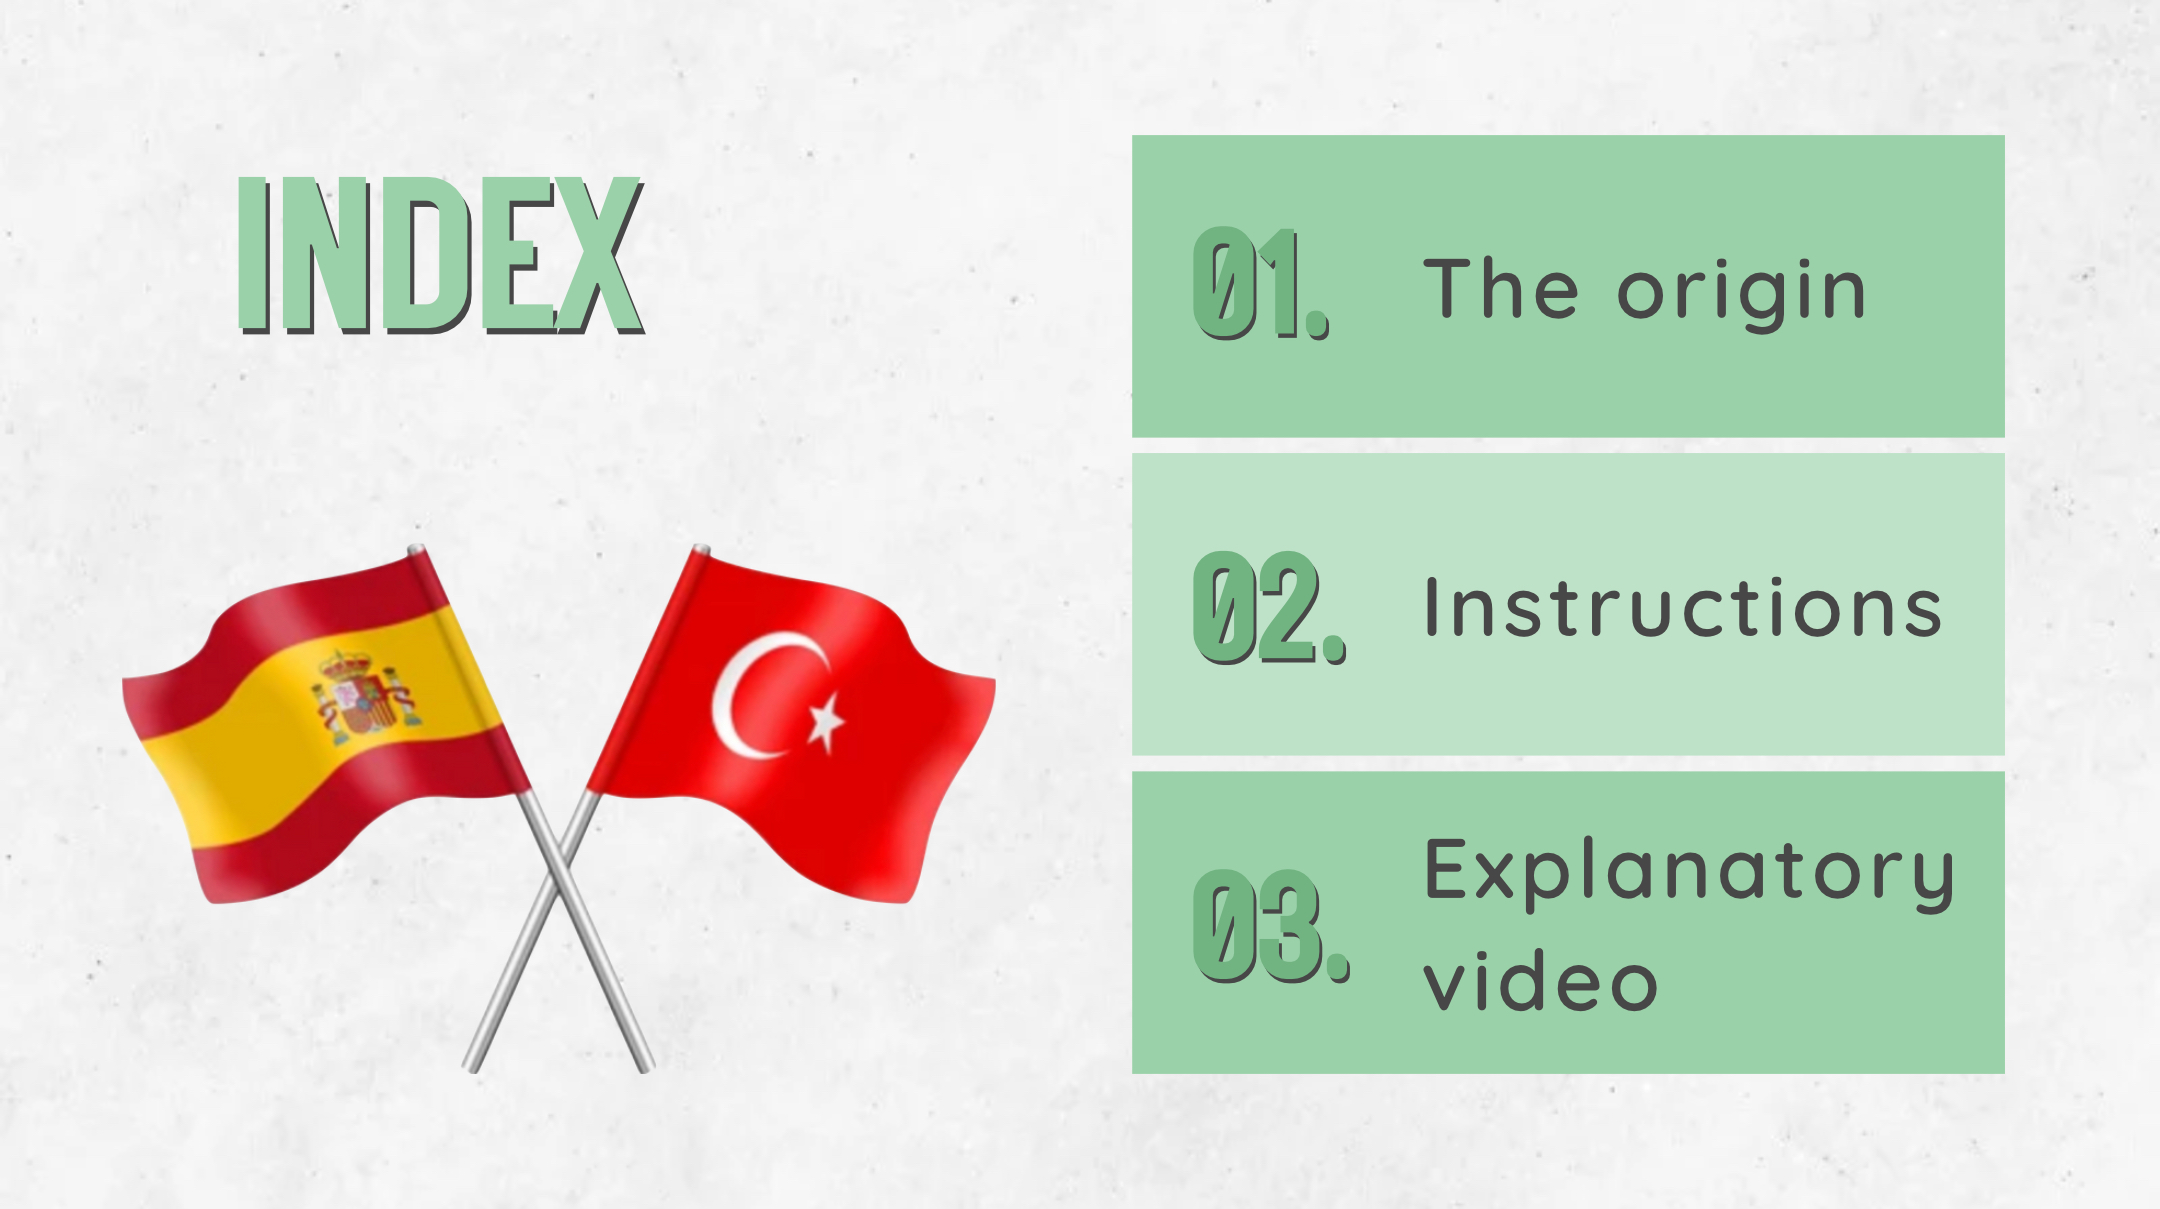 INDEX
01. The origin
02. Instructions
03. Explanatory
video